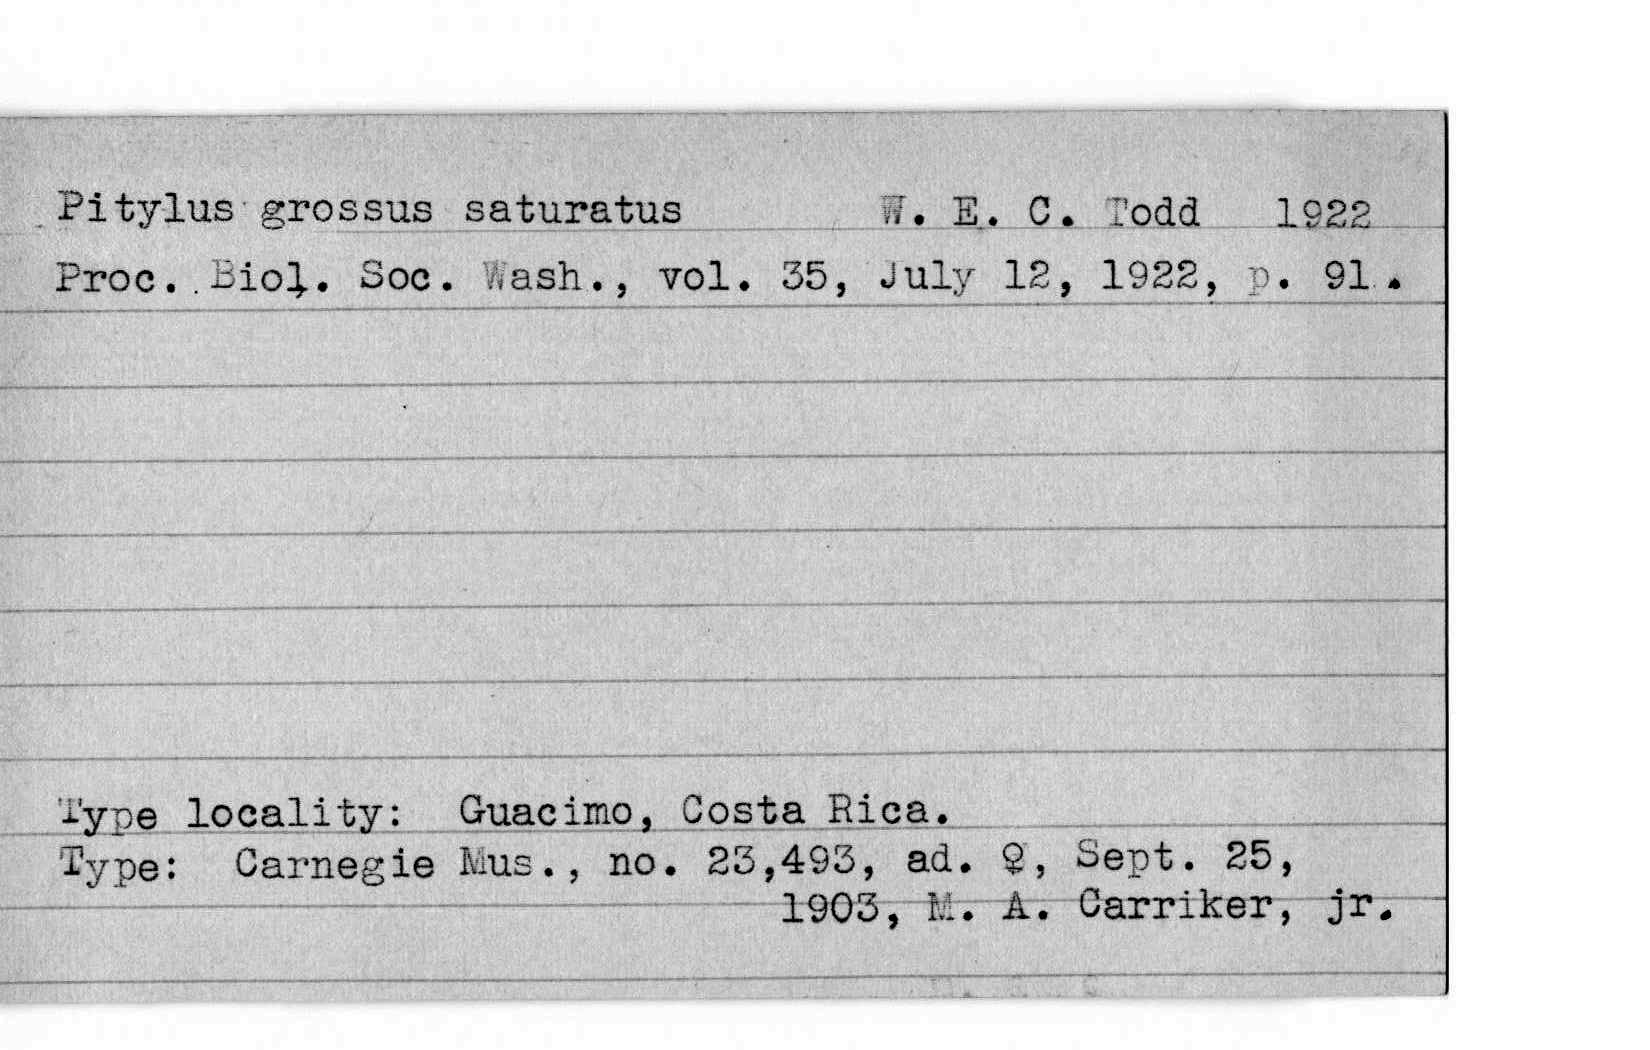 Pitylus grossus saturatus W. E. C. Todd 1922
Proc. Biol. Soc. Wash., vol. 35, July 12, 1922, p. 91.
Type locality: Guacimo, Costa Rica.
Type: Carnegie Mus., no. 23,493, ad. ♀, Sept. 25,
1903, M. A. Carriker, jr.